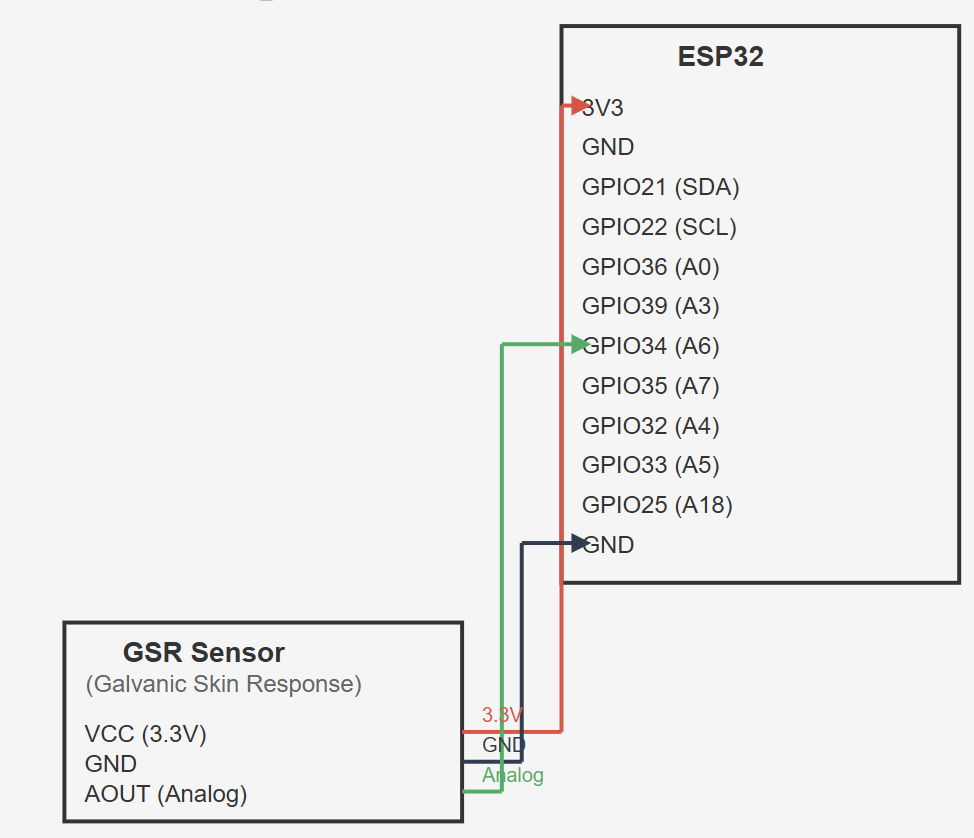 ESP32
3V3
GND
GPIO21 (SDA)
GPIO22 (SCL)
GPIO36 (A0)
GPIO39 (A3)
GPIO34 (A6)
GPIO35 (A7)
GPIO32 (A4)
GPIO33 (A5)
GPIO25 (A18)
GND
GSR Sensor
(Galvanic Skin Response)
VCC (3.3V)
GND
AOUT (Analog)
3.3V
GND
Analog